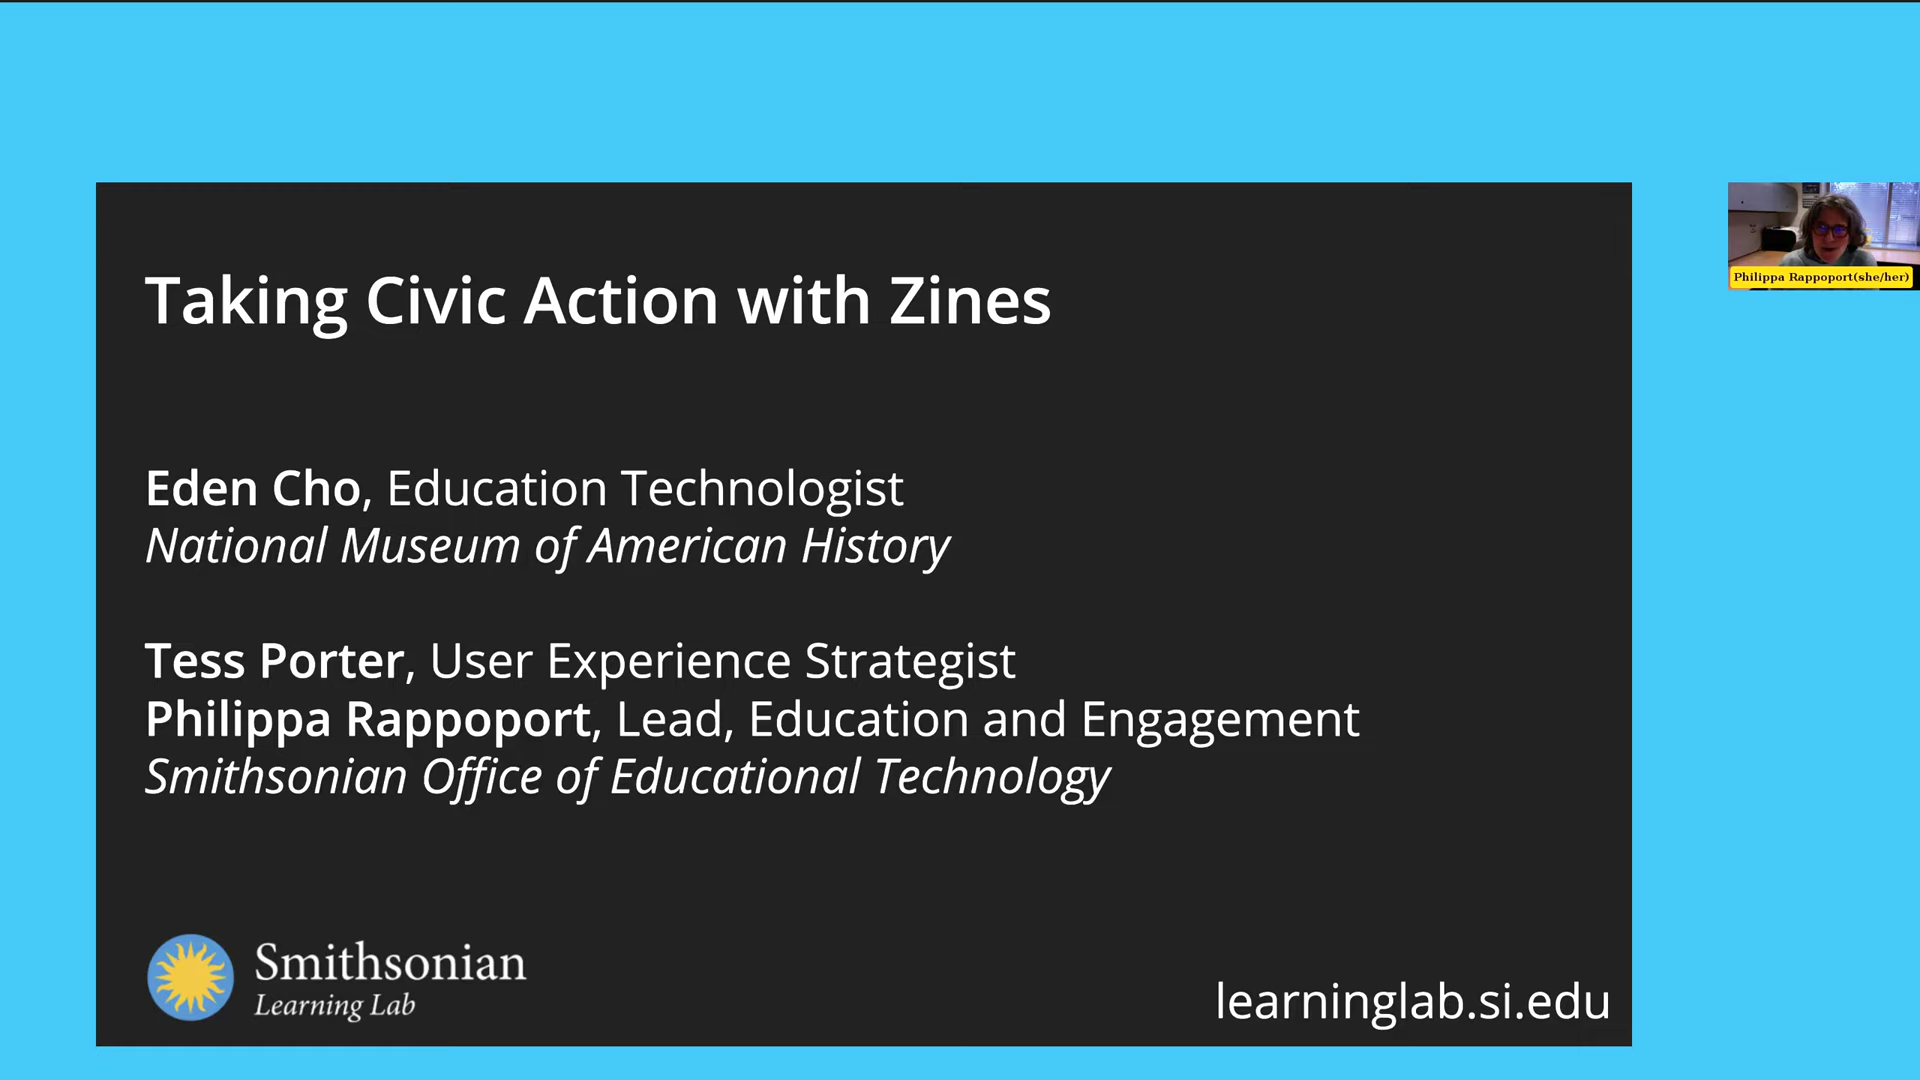 Taking Civic Action with Zines
Eden Cho, Education Technologist
National Museum of American History
Tess Porter, User Experience Strategist
Philippa Rappoport, Lead, Education and Engagement
Smithsonian Office of Educational Technology
Smithsonian
Learning Lab
learninglab.si.edu
Philippa Rappoport(she/her)